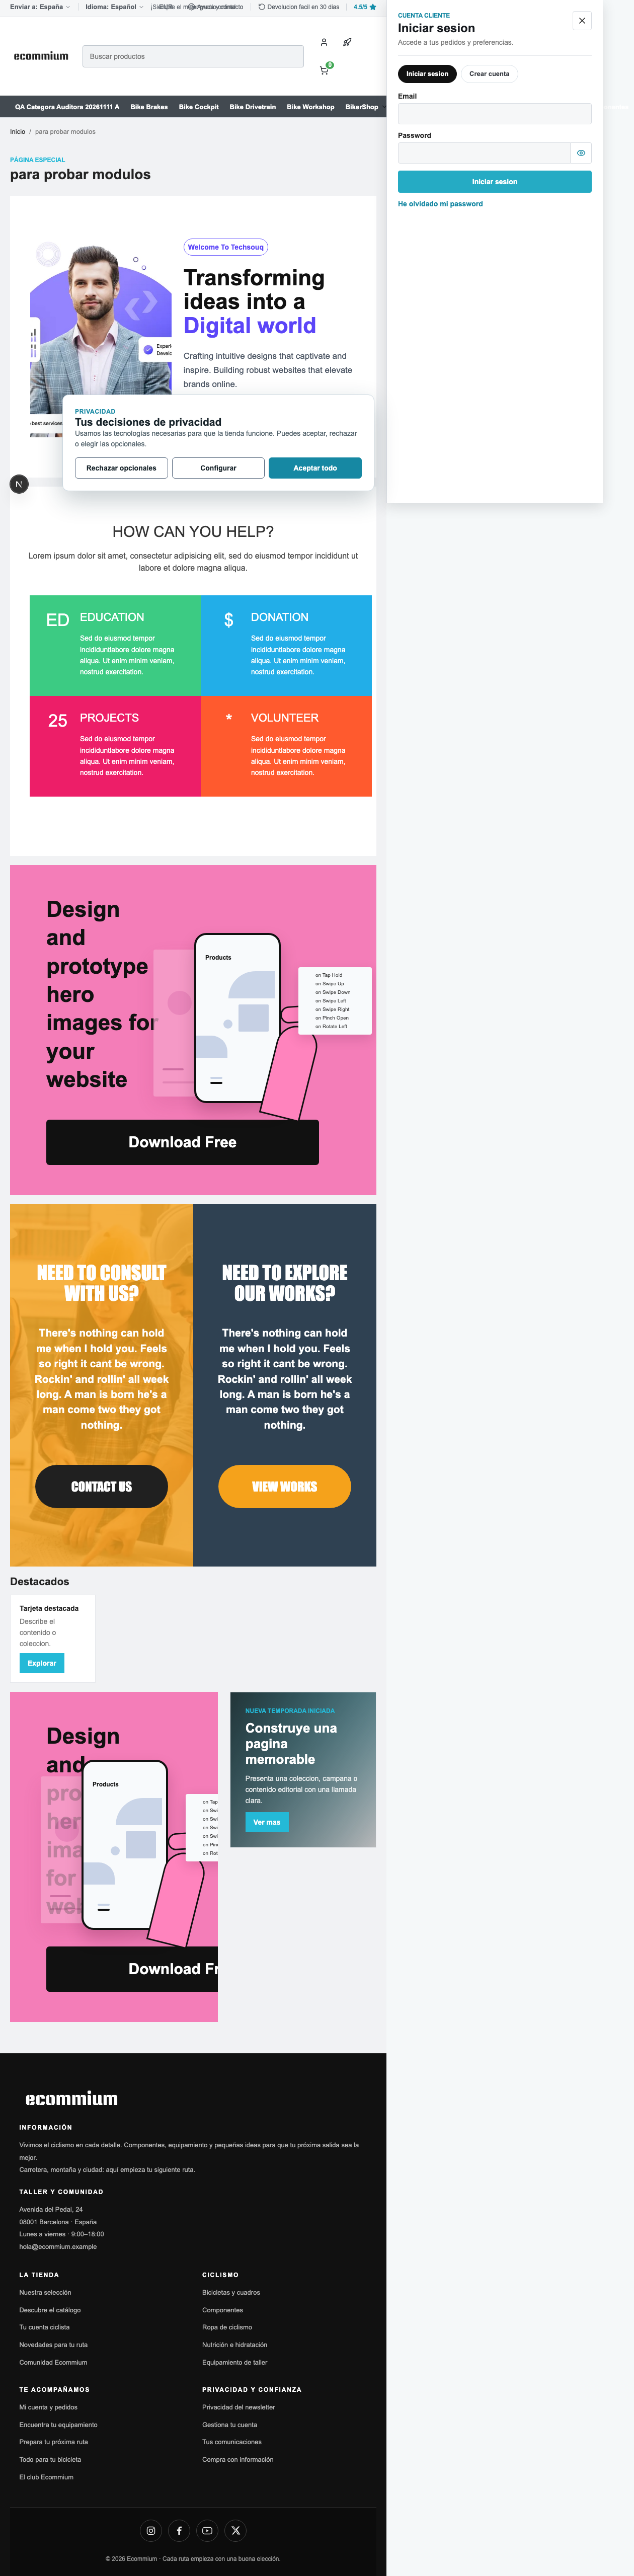 Enviar a: España
Idioma: Español
Devolucion facil en 30 dias
4.5/5
ecommium
Buscar productos
0
QA Categora Auditora 20261111 A
Bike Brakes
Bike Cockpit
Bike Drivetrain
Bike Workshop
BikerShop
Inicio / para probar modulos
PÁGINA ESPECIAL
para probar modulos
Welcome To Techsouq
Transforming
ideas into a
Digital world
Crafting intuitive designs that captivate and
inspire. Building robust websites that elevate
brands online.
best services
CUENTA CLIENTE
Iniciar sesion
Accede a tus pedidos y preferencias.
Iniciar sesion
Crear cuenta
Email
Password
Iniciar sesion
He olvidado mi password
PRIVACIDAD
Tus decisiones de privacidad
Usamos las tecnologías necesarias para que la tienda funcione. Puedes aceptar, rechazar
o elegir las opcionales.
Rechazar opcionales
Configurar
Aceptar todo
N
HOW CAN YOU HELP?
Lorem ipsum dolor sit amet, consectetur adipisicing elit, sed do eiusmod tempor incididunt ut
labore et dolore magna aliqua.
ED
EDUCATION
Sed do eiusmod tempor
incididuntlabore dolore magna
aliqua. Ut enim minim veniam,
nostrud exercitation.
$
DONATION
Sed do eiusmod tempor
incididuntlabore dolore magna
aliqua. Ut enim minim veniam,
nostrud exercitation.
25
PROJECTS
Sed do eiusmod tempor
incididuntlabore dolore magna
aliqua. Ut enim minim veniam,
nostrud exercitation.
*
VOLUNTEER
Sed do eiusmod tempor
incididuntlabore dolore magna
aliqua. Ut enim minim veniam,
nostrud exercitation.
Design
and
prototype
hero
images for
your
website
Products
on Tap Hold
on Swipe Up
on Swipe Down
on Swipe Left
on Swipe Right
on Pinch Open
on Rotate Left
Download Free
NEED TO CONSULT
WITH US?
There's nothing can hold
me when I hold you. Feels
so right it cant be wrong.
Rockin' and rollin' all week
long. A man is born he's a
man come two they got
nothing.
CONTACT US
NEED TO EXPLORE
OUR WORKS?
There's nothing can hold
me when I hold you. Feels
so right it cant be wrong.
Rockin' and rollin' all week
long. A man is born he's a
man come two they got
nothing.
VIEW WORKS
Destacados
Tarjeta destacada
Describe el
contenido o
coleccion.
Explorar
Design
and
Products
on Tap
on Swi
on Swi
on Swi
on Swi
on Pin
on Rot
Download Fr
NUEVA TEMPORADA INICIADA
Construye una
pagina
memorable
Presenta una coleccion, campana o
contenido editorial con una llamada
clara.
Ver mas
ecommium
INFORMACIÓN
Vivimos el ciclismo en cada detalle. Componentes, equipamiento y pequeñas ideas para que tu próxima salida sea la
mejor.
Carretera, montaña y ciudad: aquí empieza tu siguiente ruta.
TALLER Y COMUNIDAD
Avenida del Pedal, 24
08001 Barcelona · España
Lunes a viernes · 9:00–18:00
hola@ecommium.example
LA TIENDA
Nuestra selección
Descubre el catálogo
Tu cuenta ciclista
Novedades para tu ruta
Comunidad Ecommium
CICLISMO
Bicicletas y cuadros
Componentes
Ropa de ciclismo
Nutrición e hidratación
Equipamiento de taller
TE ACOMPAÑAMOS
Mi cuenta y pedidos
Encuentra tu equipamiento
Prepara tu próxima ruta
Todo para tu bicicleta
El club Ecommium
PRIVACIDAD Y CONFIANZA
Privacidad del newsletter
Gestiona tu cuenta
Tus comunicaciones
Compra con información
© 2026 Ecommium · Cada ruta empieza con una buena elección.